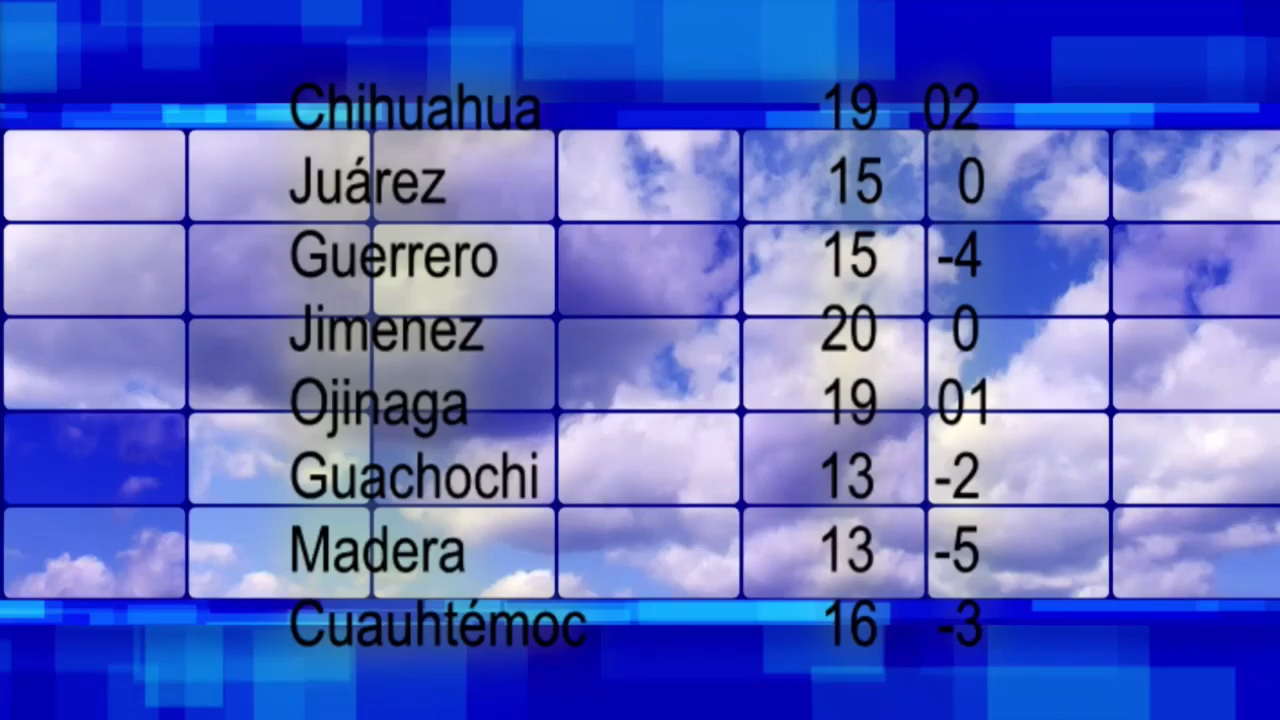 Chihuahua 19 02
Juárez 15 0
Guerrero 15 -4
Jimenez 20 0
Ojinaga 19 01
Guachochi 13 -2
Madera 13 -5
Cuauhtémoc 16 -3